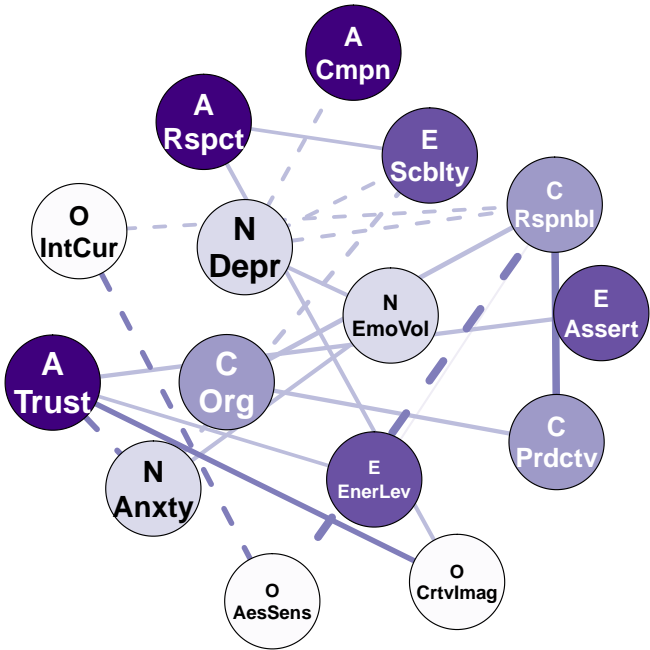 A
Cmpn
A
Rspct
E
Scblty
C
Rspnbl
O
IntCur
N
Depr
N
EmoVol
E
Assert
A
Trust
C
Org
C
Prdctv
N
Anxty
E
EnerLev
O
AesSens
O
CrtvImag